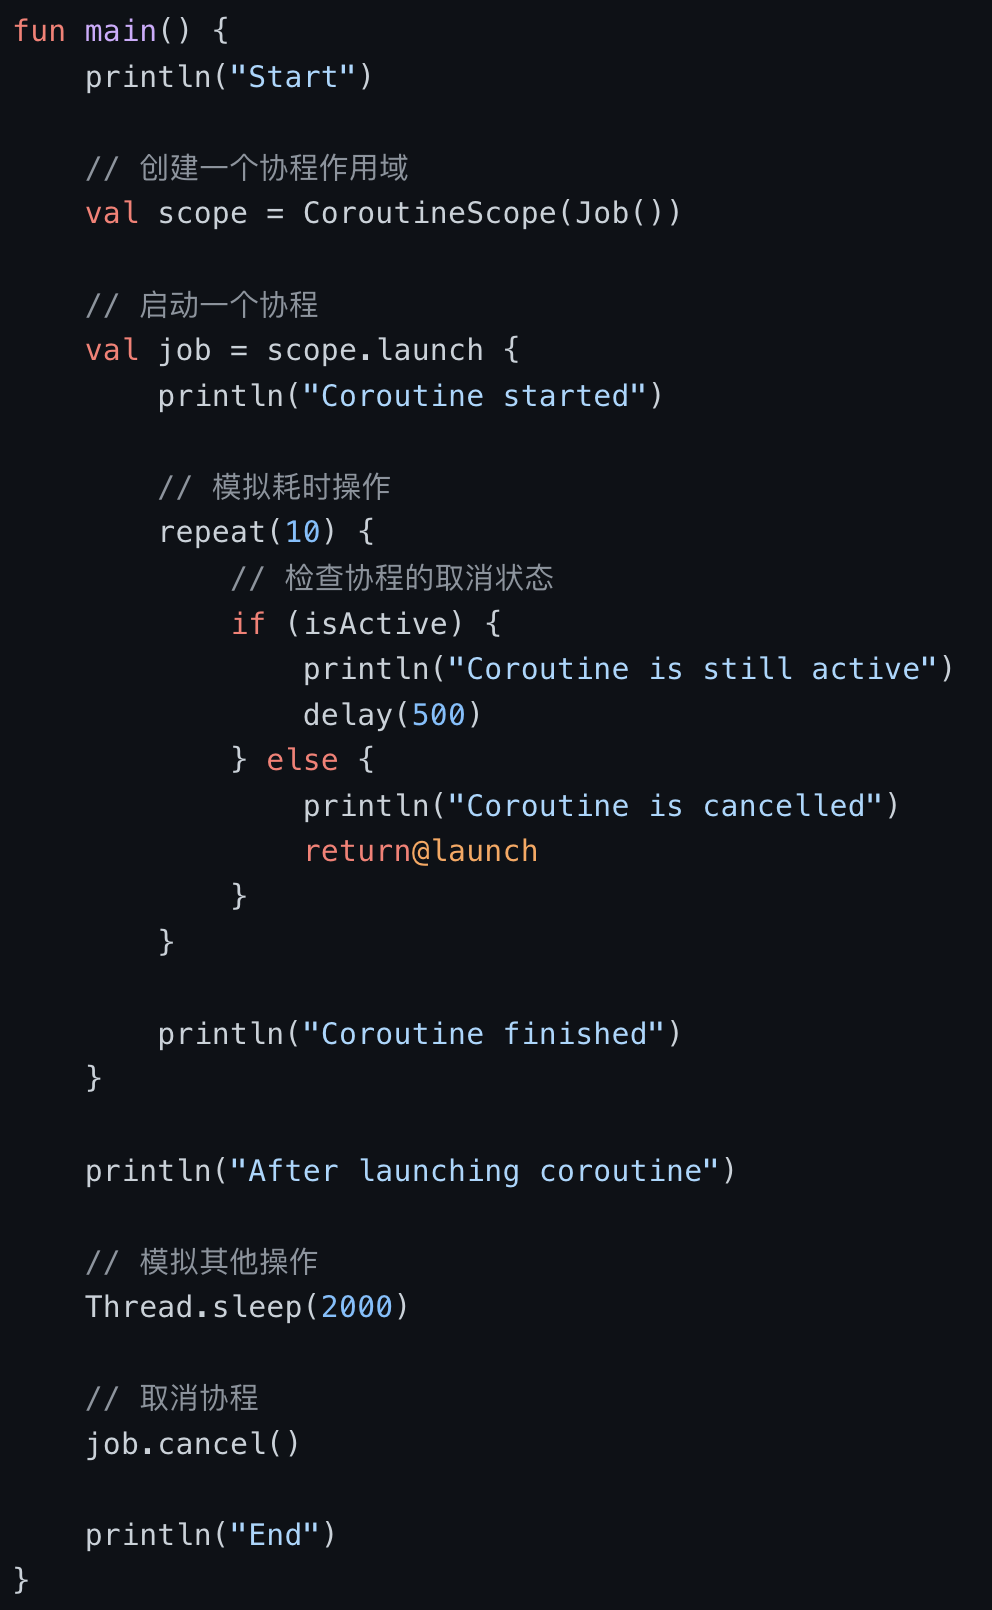 fun main() {
    println("Start")

    // 创建一个协程作用域
    val scope = CoroutineScope(Job())

    // 启动一个协程
    val job = scope.launch {
        println("Coroutine started")

        // 模拟耗时操作
        repeat(10) {
            // 检查协程的取消状态
            if (isActive) {
                println("Coroutine is still active")
                delay(500)
            } else {
                println("Coroutine is cancelled")
                return@launch
            }
        }

        println("Coroutine finished")
    }

    println("After launching coroutine")

    // 模拟其他操作
    Thread.sleep(2000)

    // 取消协程
    job.cancel()

    println("End")
}